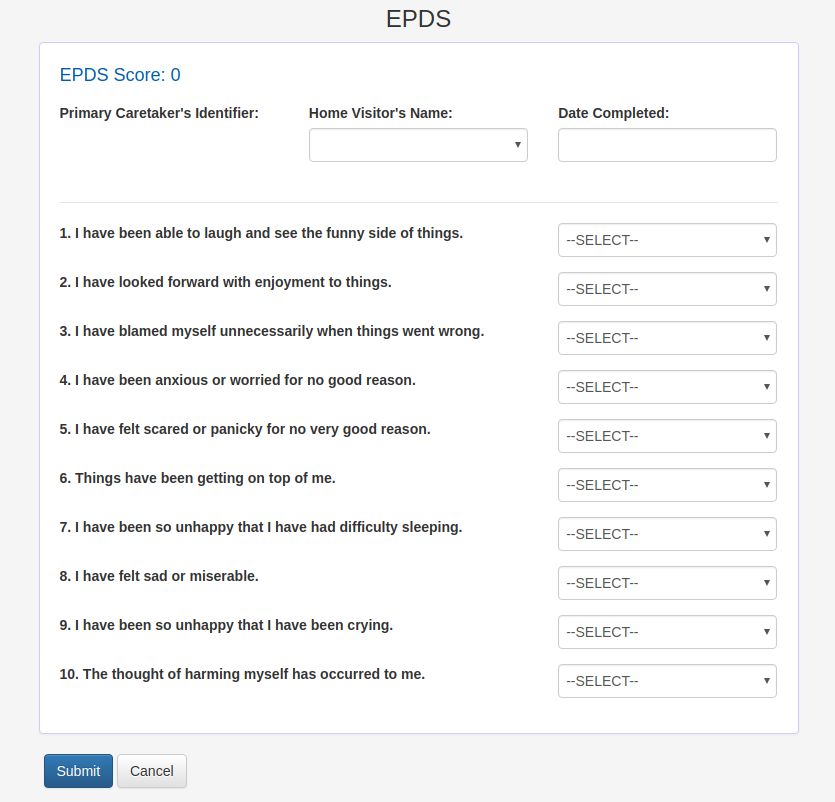 EPDS
EPDS Score: 0
Primary Caretaker's Identifier: Home Visitor's Name: Date Completed:
1. I have been able to laugh and see the funny side of things. --SELECT--
2. I have looked forward with enjoyment to things. --SELECT--
3. I have blamed myself unnecessarily when things went wrong. --SELECT--
4. I have been anxious or worried for no good reason. --SELECT--
5. I have felt scared or panicky for no very good reason. --SELECT--
6. Things have been getting on top of me. --SELECT--
7. I have been so unhappy that I have had difficulty sleeping. --SELECT--
8. I have felt sad or miserable. --SELECT--
9. I have been so unhappy that I have been crying. --SELECT--
10. The thought of harming myself has occurred to me. --SELECT--
Submit Cancel